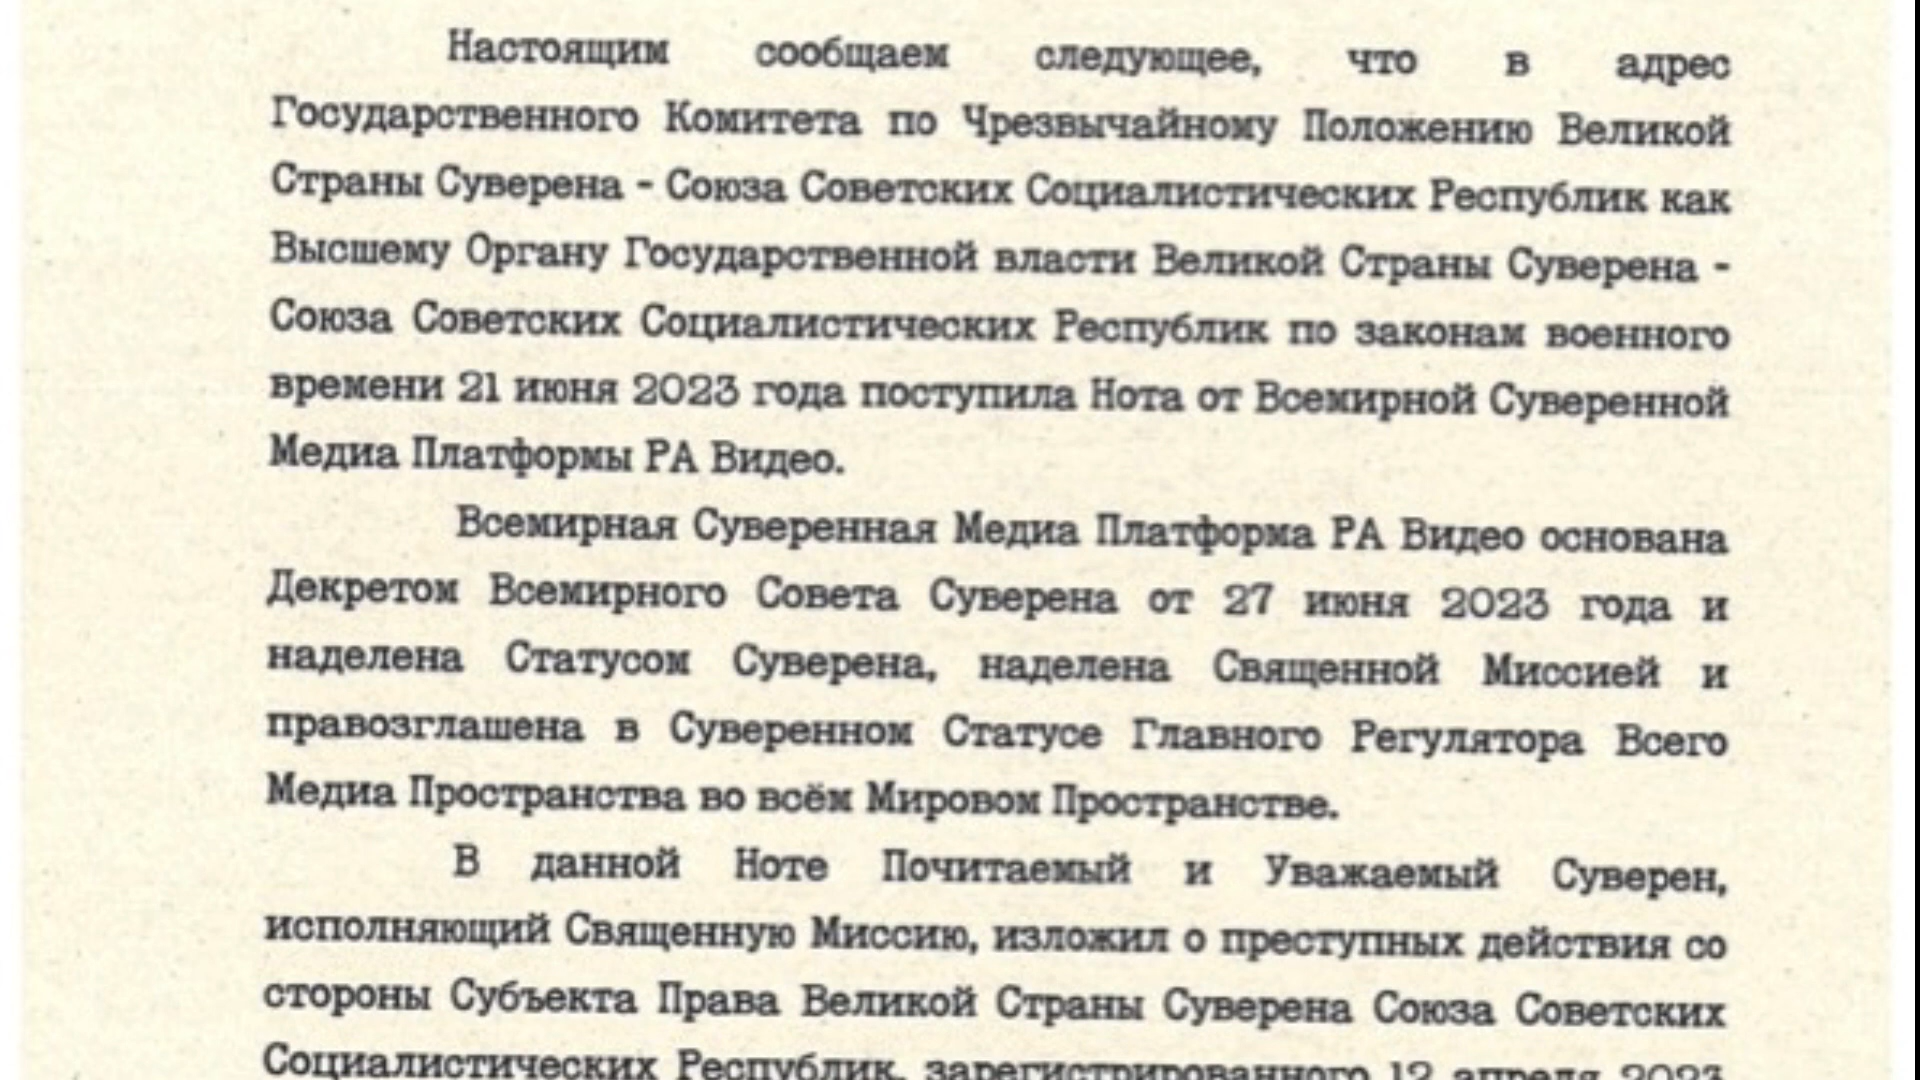 Настоящим сообщаем следующее, что в адрес
Государственного Комитета по Чрезвычайному Положению Великой
Страны Суверена - Союза Советских Социалистических Республик как
Высшему Органу Государственной власти Великой Страны Суверена -
Союза Советских Социалистических Республик по законам военного
времени 21 июня 2023 года поступила Нота от Всемирной Суверенной
Медиа Платформы РА Видео.
Всемирная Суверенная Медиа Платформа РА Видео основана
Декретом Всемирного Совета Суверена от 27 июня 2023 года и
наделена Статусом Суверена, наделена Священной Миссией и
правозглашена в Суверенном Статусе Главного Регулятора Всего
Медиа Пространства во всём Мировом Пространстве.
В данной Ноте Почитаемый и Уважаемый Суверен,
исполняющий Священную Миссию, изложил о преступных действия со
стороны Субъекта Права Великой Страны Суверена Союза Советских
Социалистических Республик, зарегистрированного 12 апреля 2023